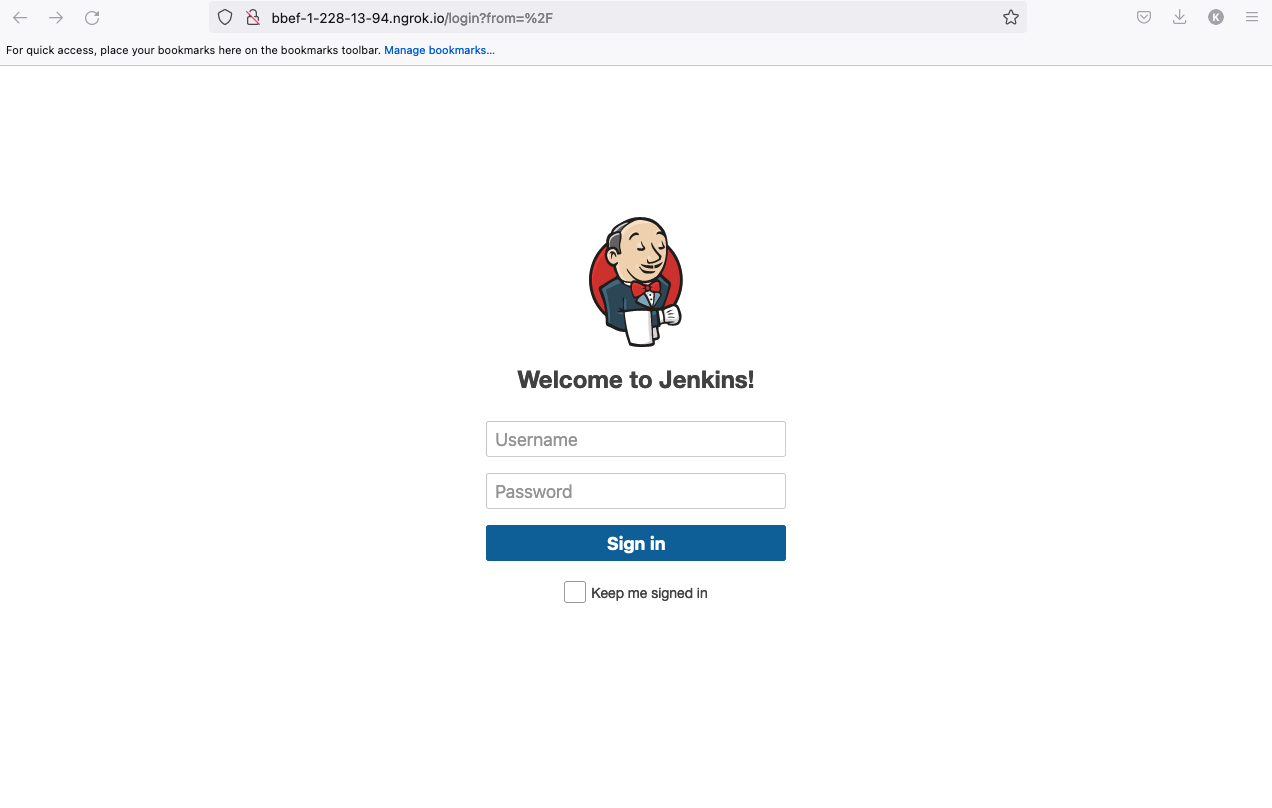 bbef-1-228-13-94.ngrok.io/login?from=%2F
K
For quick access, place your bookmarks here on the bookmarks toolbar. Manage bookmarks...
Welcome to Jenkins!
Username
Password
Sign in
Keep me signed in